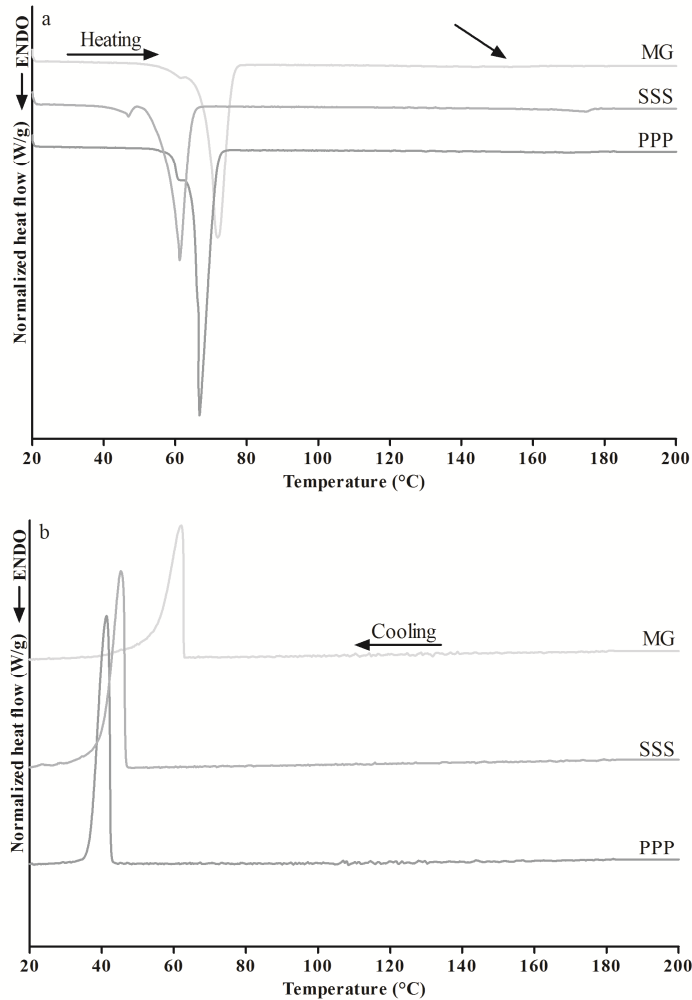 a
Heating
MG
SSS
PPP
Normalized heat flow (W/g)
ENDO
20 40 60 80 100 120 140 160 180 200
Temperature (°C)
b
Cooling
MG
SSS
PPP
Normalized heat flow (W/g)
ENDO
20 40 60 80 100 120 140 160 180 200
Temperature (°C)